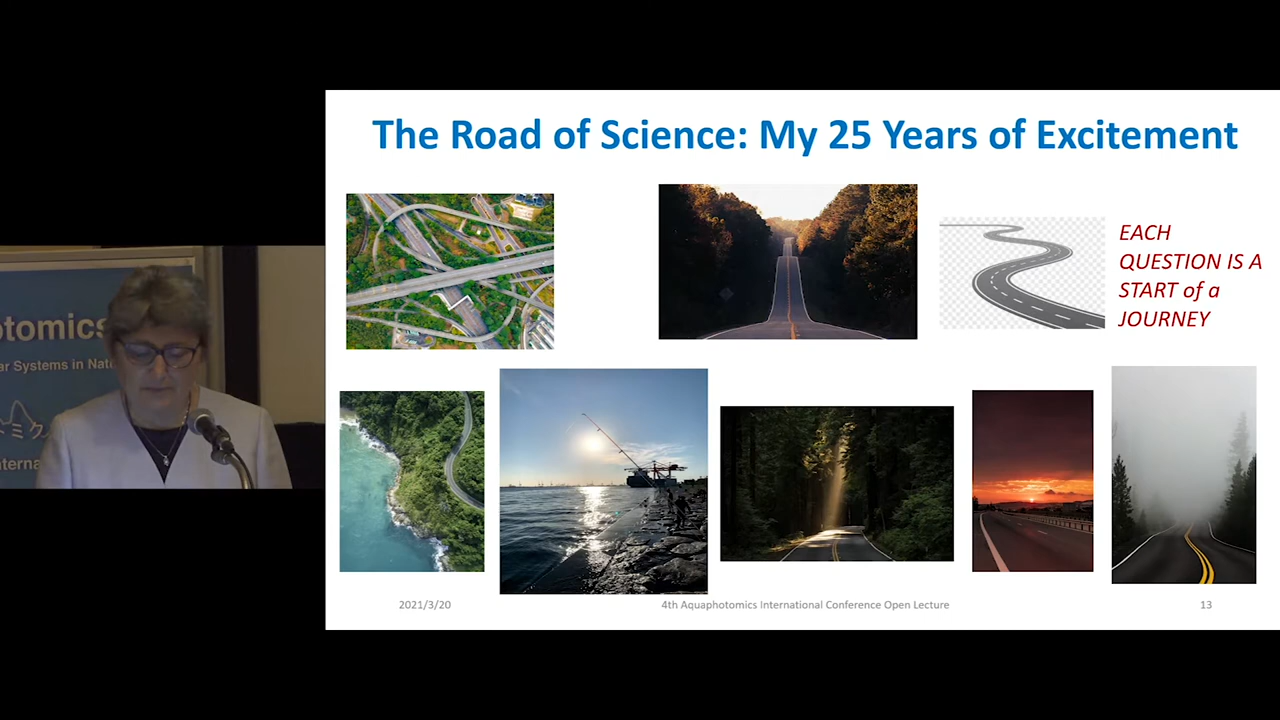 The Road of Science: My 25 Years of Excitement
EACH
QUESTION IS A
START of a
JOURNEY
otomics
ar Systems in Nat
nterna
2021/3/20
4th Aquaphotomics International Conference Open Lecture
13